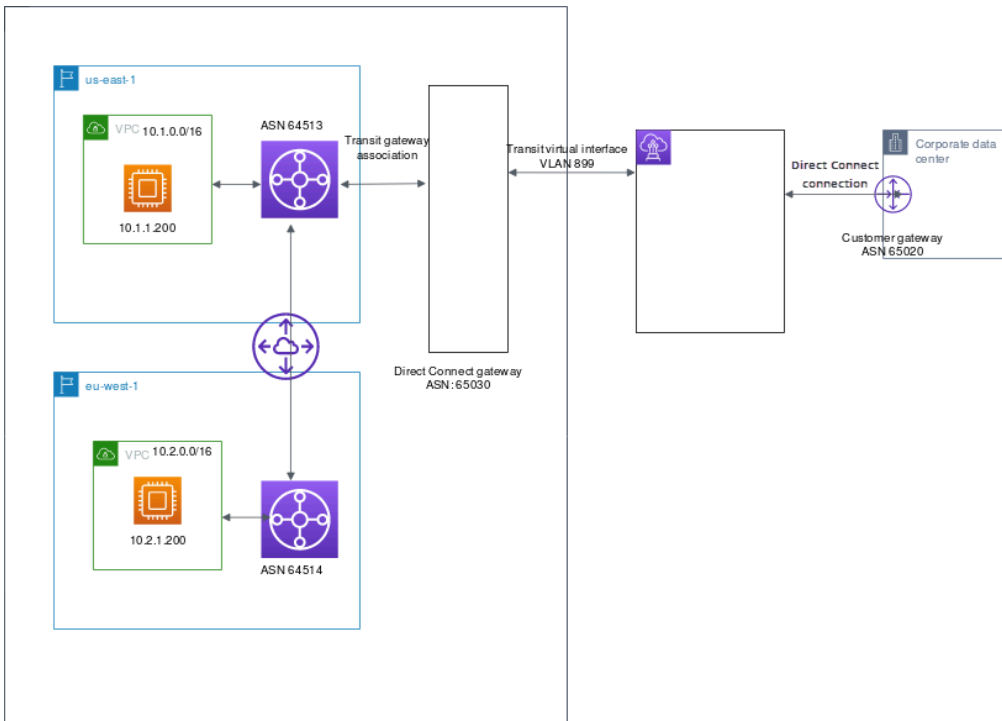 us-east-1
VPC 10.1.0.0/16
10.1.1.200
ASN 64513
Transit gateway
association
Direct Connect gateway
ASN: 65030
Transit virtual interface
VLAN 899
Direct Connect
connection
Corporate data
center
Customer gateway
ASN 65020
eu-west-1
VPC 10.2.0.0/16
10.2.1.200
ASN 64514